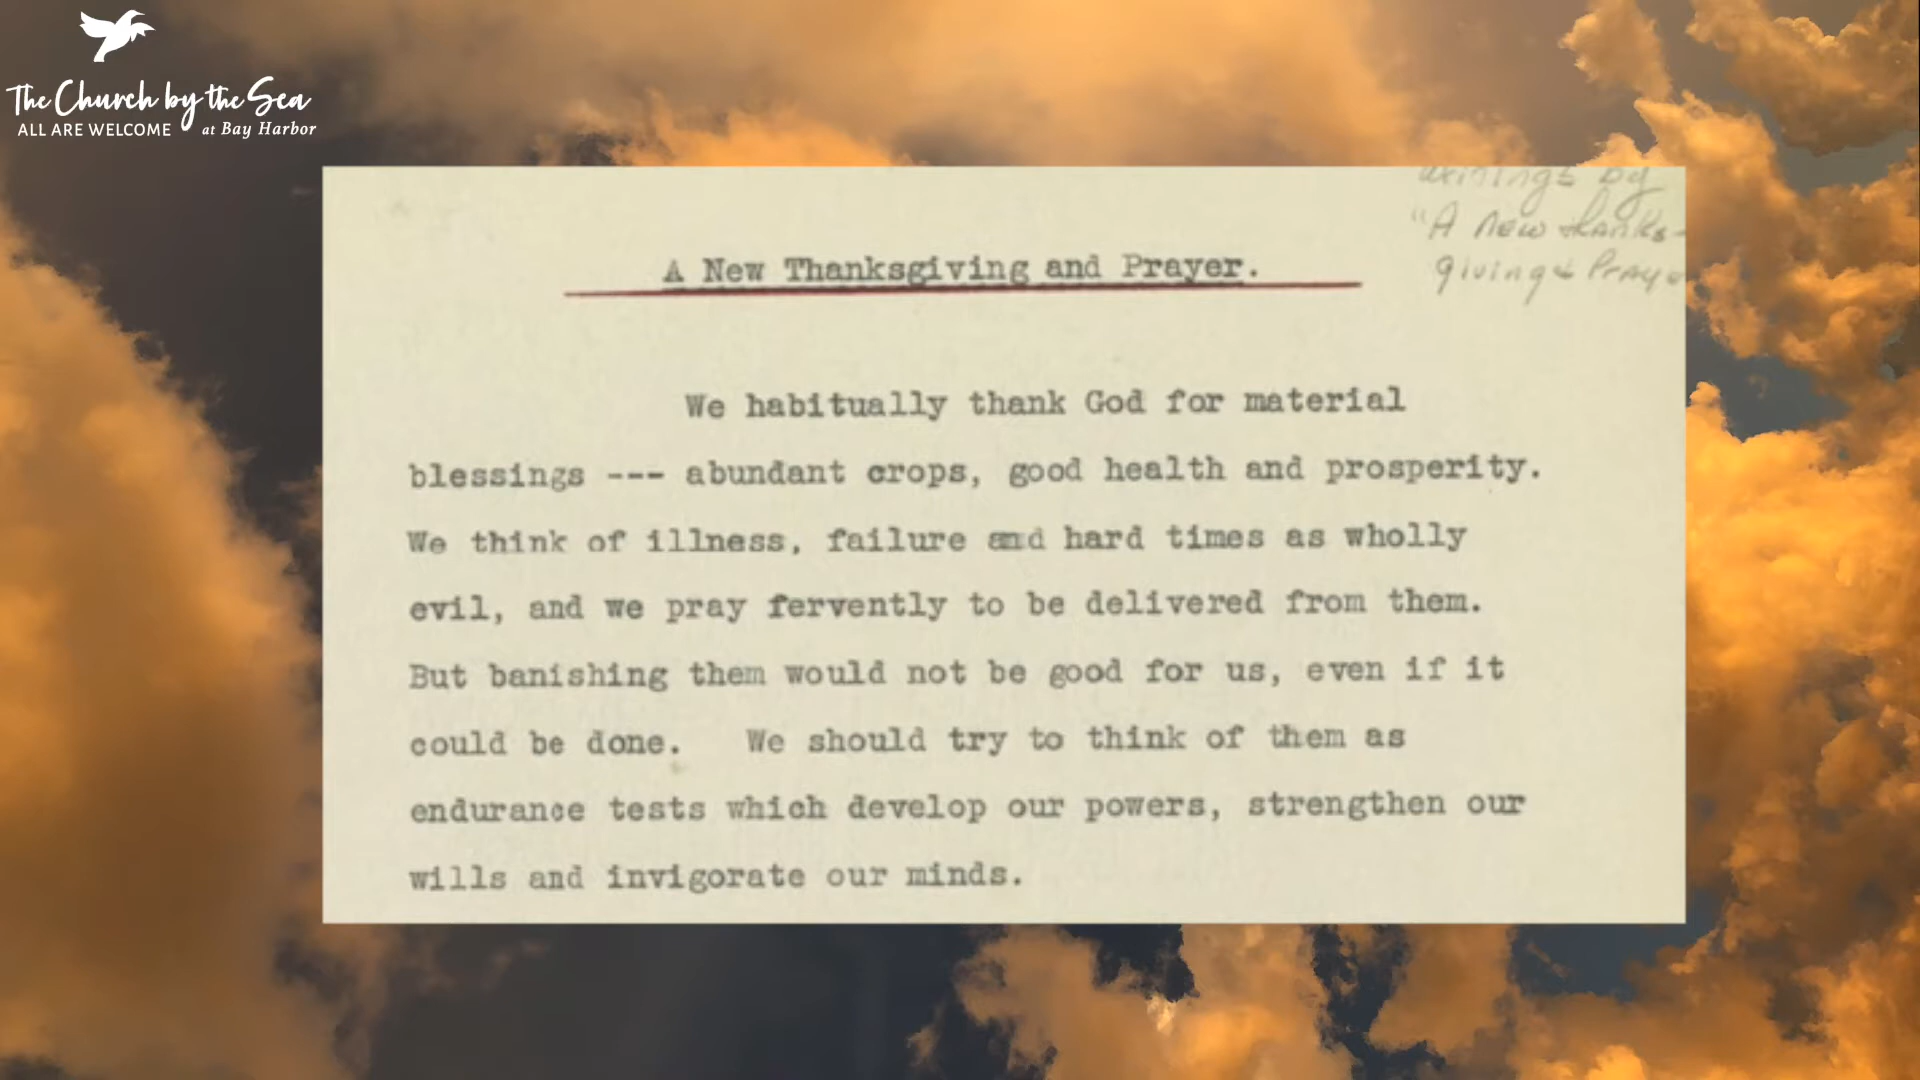 The Church by the Sea
ALL ARE WELCOME at Bay Harbor
writings by
"A new thanks-
giving & Praye
A New Thanksgiving and Prayer.
We habitually thank God for material
blessings --- abundant crops, good health and prosperity.
We think of illness, failure and hard times as wholly
evil, and we pray fervently to be delivered from them.
But banishing them would not be good for us, even if it
could be done. We should try to think of them as
endurance tests which develop our powers, strengthen our
wills and invigorate our minds.